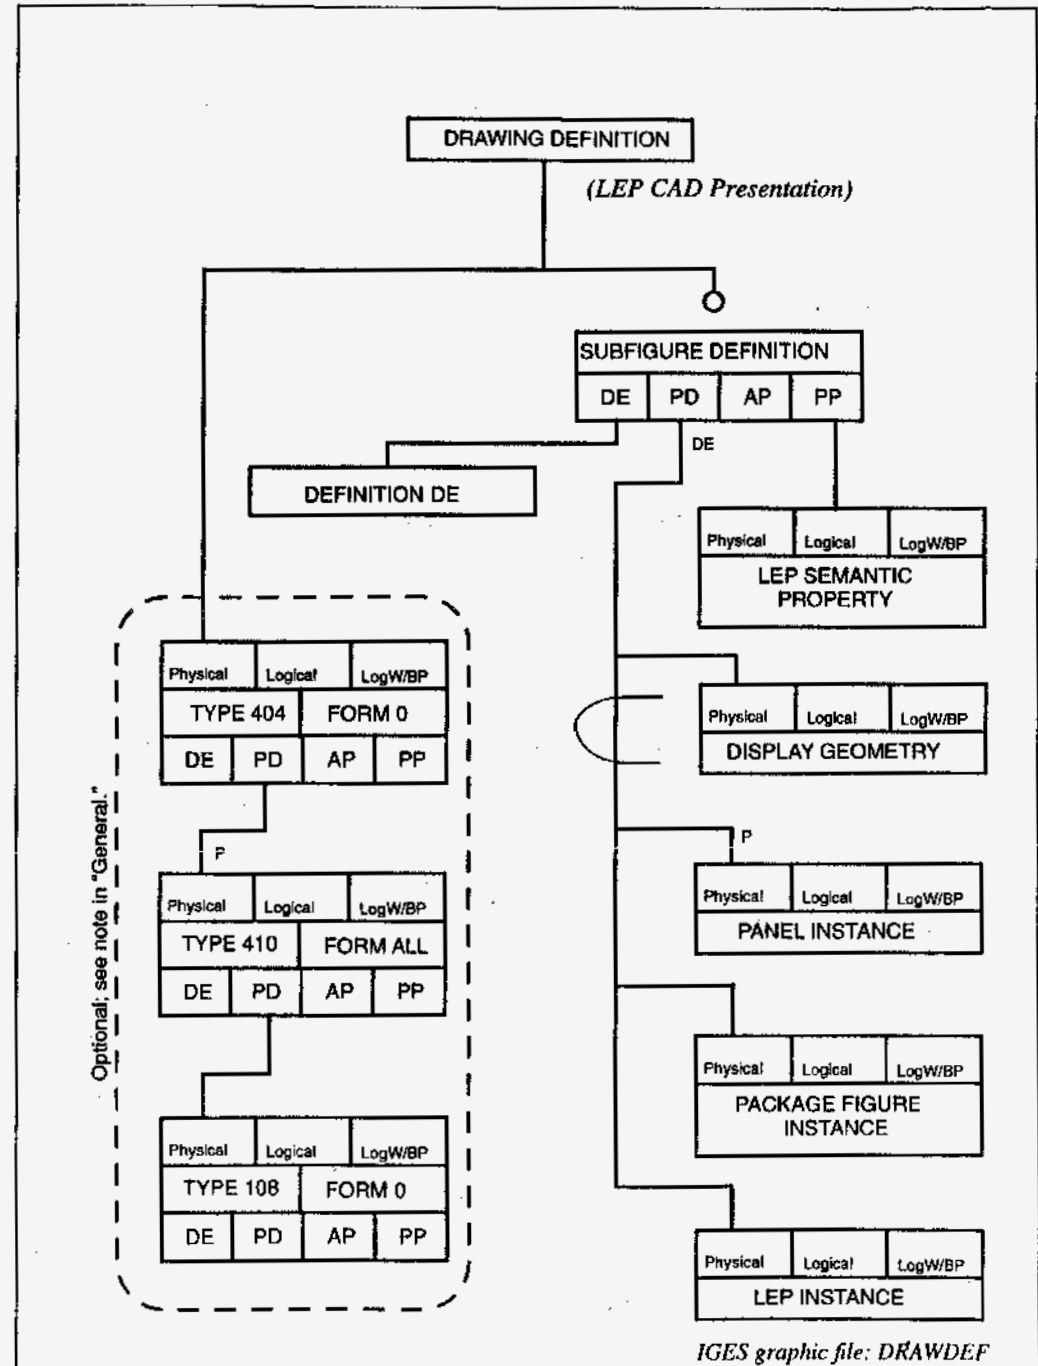 DRAWING DEFINITION
(LEP CAD Presentation)
SUBFIGURE DEFINITION
DE PD AP PP
DE
DEFINITION DE
Physical Logical LogW/BP
LEP SEMANTIC
PROPERTY
Physical Logical LogW/BP
DISPLAY GEOMETRY
P
Physical Logical LogW/BP
PANEL INSTANCE
Physical Logical LogW/BP
PACKAGE FIGURE
INSTANCE
Physical Logical LogW/BP
LEP INSTANCE
Optional; see note in "General."
Physical Logical LogW/BP
TYPE 404 FORM 0
DE PD AP PP
P
Physical Logical LogW/BP
TYPE 410 FORM ALL
DE PD AP PP
Physical Logical LogW/BP
TYPE 108 FORM 0
DE PD AP PP
IGES graphic file: DRAWDEF